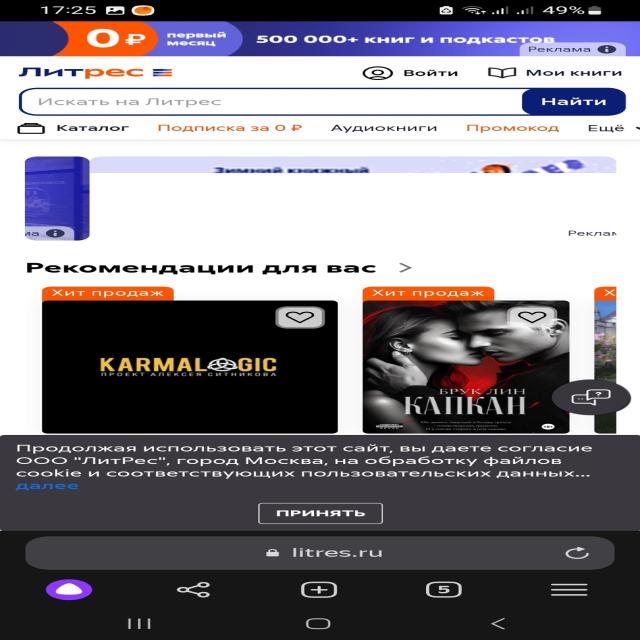 17:25 49%
0 ₽ первый месяц 500 000+ книг и подкастов
Реклама
Литрес Войти Мои книги
Искать на Литрес Найти
Каталог Подписка за 0 ₽ Аудиокниги Промокод Ещё
Зимний книжный
Рекомендации для вас >
Хит продаж Хит продаж
KARMALOGIC
ПРОЕКТ АЛЕКСЕЯ СИТНИКОВА
БРУК ЛИН
КАПКАН
Продолжая использовать этот сайт, вы даете согласие
ООО "ЛитРес", город Москва, на обработку файлов
cookie и соответствующих пользовательских данных...
далее
ПРИНЯТЬ
litres.ru
5